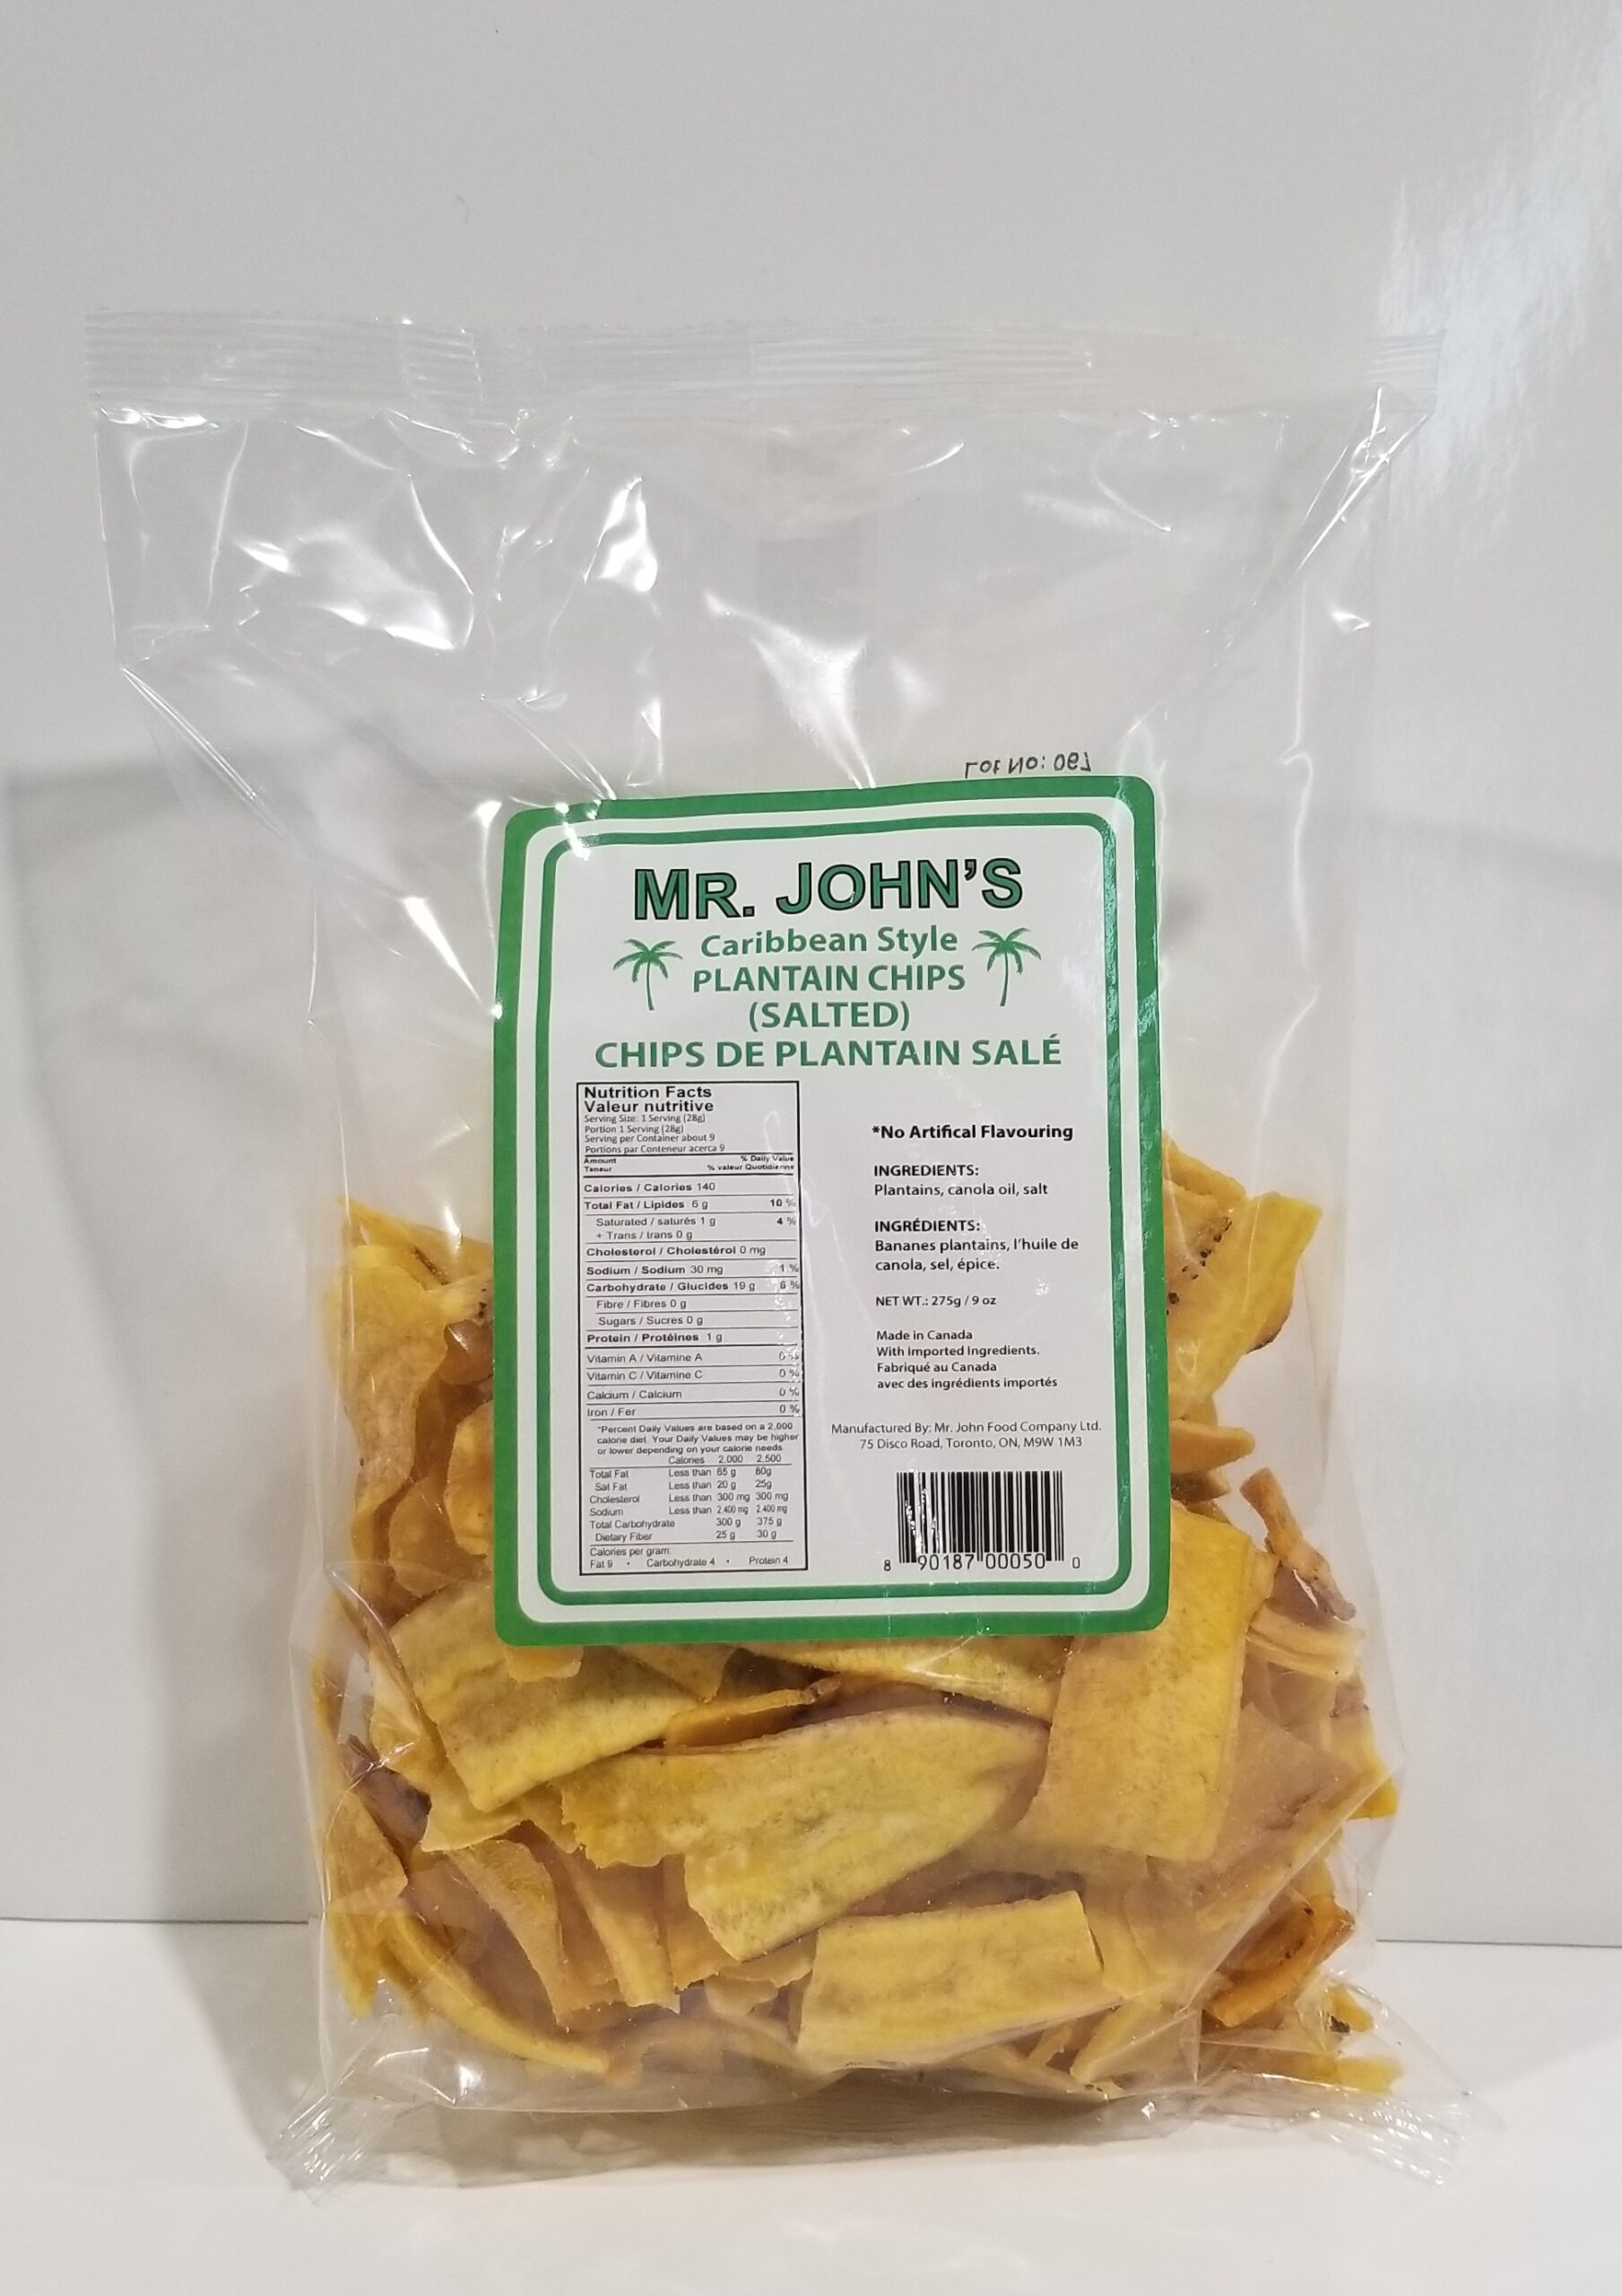 Lot No: 067
MR. JOHN'S
Caribbean Style
PLANTAIN CHIPS
(SALTED)
CHIPS DE PLANTAIN SALÉ
Nutrition Facts
Valeur nutritive
Serving Size: 1 Serving (28g)
Portion 1 Serving (28g)
Serving per Container about 9
Portions par Conteneur acerca 9
Amount % Daily Value
Teneur % valeur Quotidienne
Calories / Calories 140
Total Fat / Lipides 6 g 10 %
Saturated / saturés 1 g 4 %
+ Trans / trans 0 g
Cholesterol / Cholestérol 0 mg
Sodium / Sodium 30 mg 1 %
Carbohydrate / Glucides 19 g 6 %
Fibre / Fibres 0 g
Sugars / Sucres 0 g
Protein / Protéines 1 g
Vitamin A / Vitamine A 0 %
Vitamin C / Vitamine C 0 %
Calcium / Calcium 0 %
Iron / Fer 0 %
*Percent Daily Values are based on a 2,000
calorie diet. Your Daily Values may be higher
or lower depending on your calorie needs
Calories 2,000 2,500
Total Fat Less than 65 g 80g
Sat Fat Less than 20 g 25g
Cholesterol Less than 300 mg 300 mg
Sodium Less than 2,400 mg 2,400 mg
Total Carbohydrate 300 g 375 g
Dietary Fiber 25 g 30 g
Calories per gram:
Fat 9 • Carbohydrate 4 • Protein 4
*No Artifical Flavouring
INGREDIENTS:
Plantains, canola oil, salt
INGRÉDIENTS:
Bananes plantains, l'huile de
canola, sel, épice.
NET WT.: 275g / 9 oz
Made in Canada
With Imported Ingredients.
Fabriqué au Canada
avec des ingrédients importés
Manufactured By: Mr. John Food Company Ltd.
75 Disco Road, Toronto, ON, M9W 1M3
8 90187 00050 0